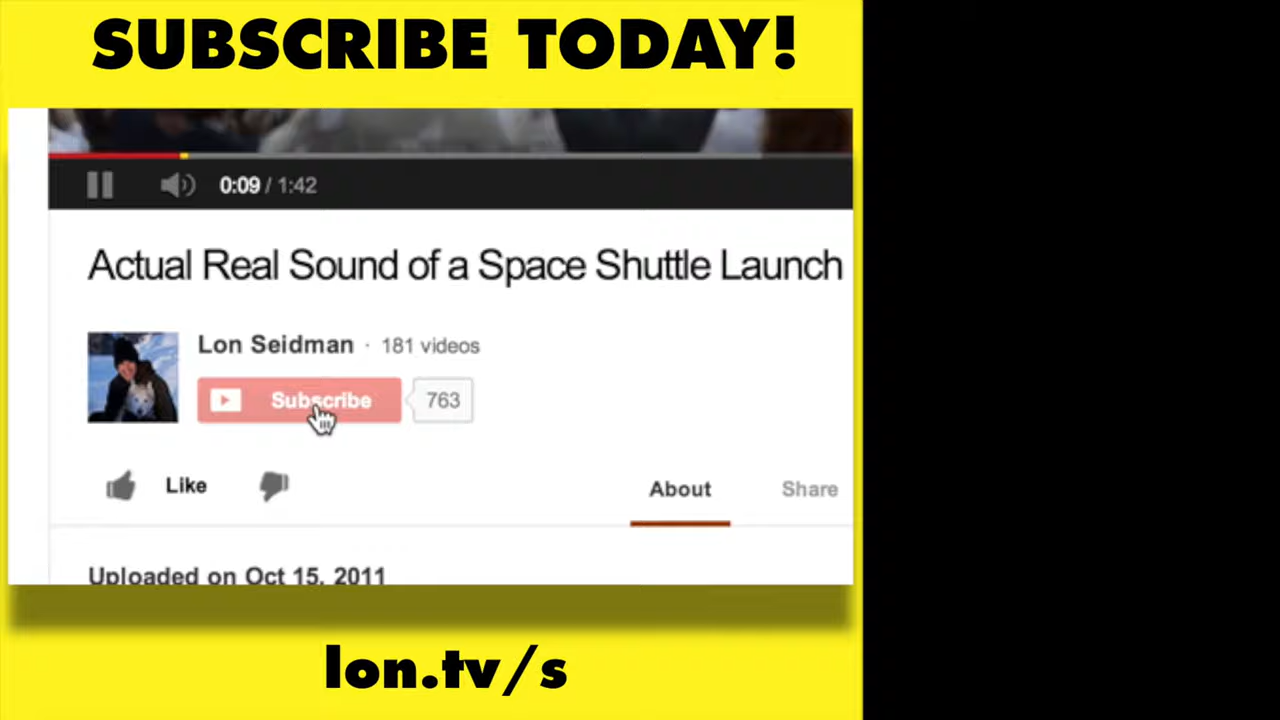 SUBSCRIBE TODAY!
0:09 / 1:42
Actual Real Sound of a Space Shuttle Launch
Lon Seidman · 181 videos
Subscribe 763
Like
About Share
Uploaded on Oct 15, 2011
lon.tv/s